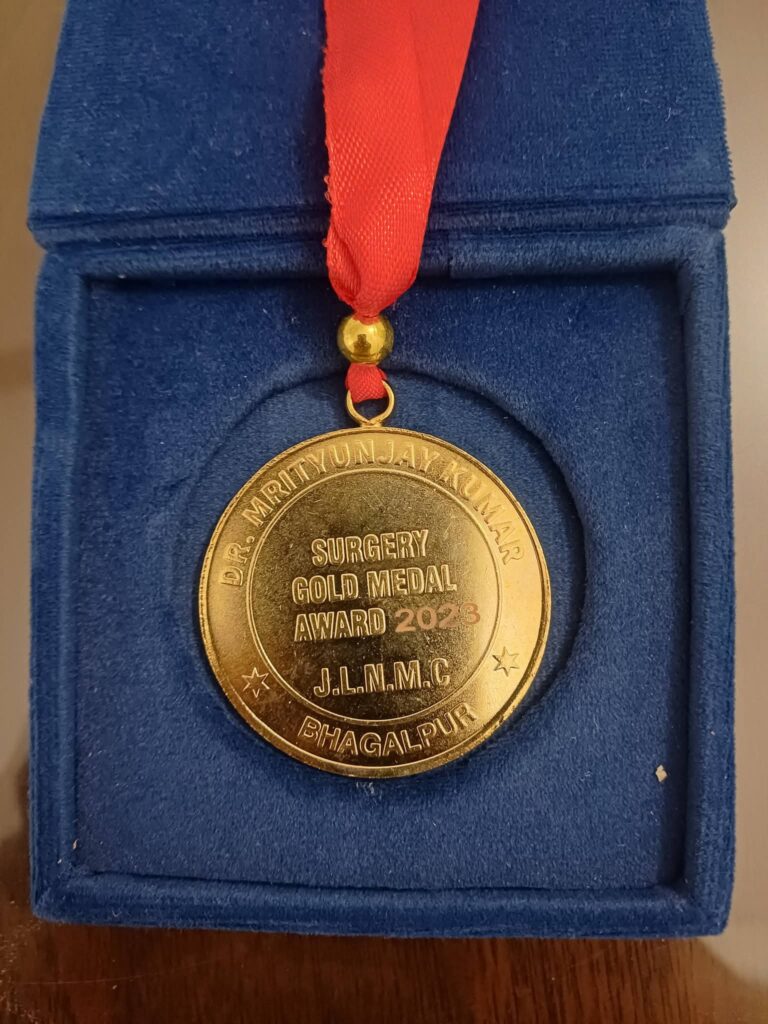 DR. MRITYUNJAY KUMAR
SURGERY
GOLD MEDAL
AWARD 2023
J.L.N.M.C
BHAGALPUR